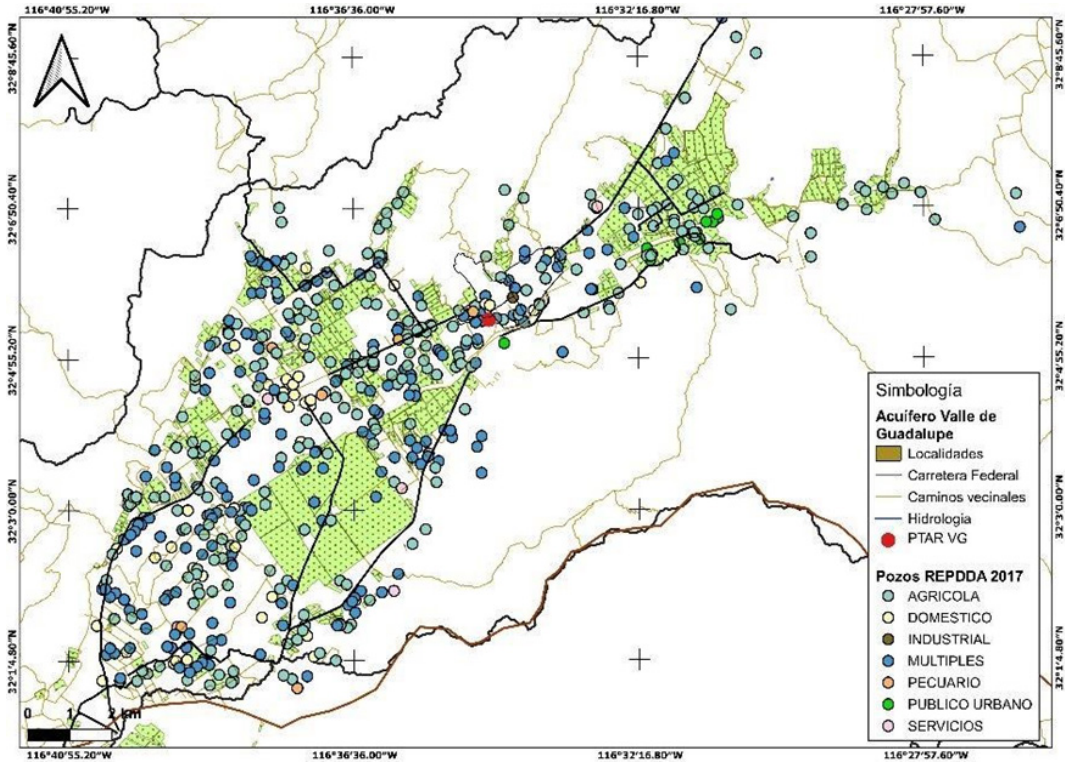 116°40'55.20"W 116°36'36.00"W 116°32'16.80"W 116°27'57.60"W
32°8'45.60"N 32°8'45.60"N
32°6'50.40"N 32°6'50.40"N
32°4'55.20"N 32°4'55.20"N
32°3'0.00"N 32°3'0.00"N
32°1'4.80"N 32°1'4.80"N
Simbología
Acuífero Valle de
Guadalupe
Localidades
Carretera Federal
Caminos vecinales
Hidrología
PTAR VG
Pozos REPDDA 2017
AGRICOLA
DOMESTICO
INDUSTRIAL
MULTIPLES
PECUARIO
PUBLICO URBANO
SERVICIOS
0 1 2 km
116°40'55.20"W 116°36'36.00"W 116°32'16.80"W 116°27'57.60"W